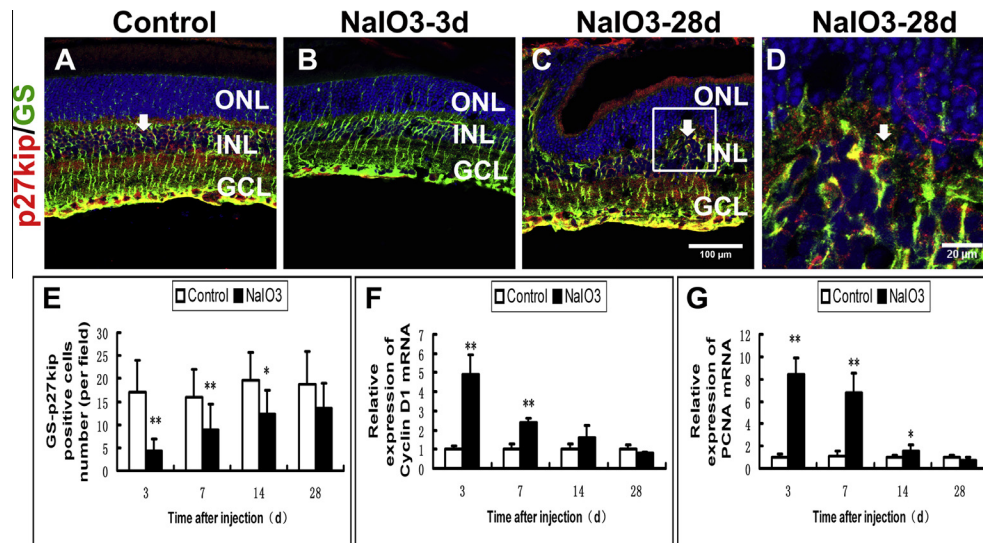 Control
NaIO3-3d
NaIO3-28d
NaIO3-28d
p27kip/GS
A
ONL
INL
GCL
B
ONL
INL
GCL
C
ONL
INL
GCL
100 µm
D
20 µm
E
Control NaIO3
GS-p27kip
positive cells
number (per field)
30
25
20
15
10
5
0
3 7 14 28
Time after injection (d)
F
Control NaIO3
Relative
expression of
Cyclin D1 mRNA
7
6
5
4
3
2
1
0
**
**
3 7 14 28
Time after injection (d)
G
Control NaIO3
Relative
expression of
PCNA mRNA
12
10
8
6
4
2
0
**
**
*
3 7 14 28
Time after injection (d)
**
**
*